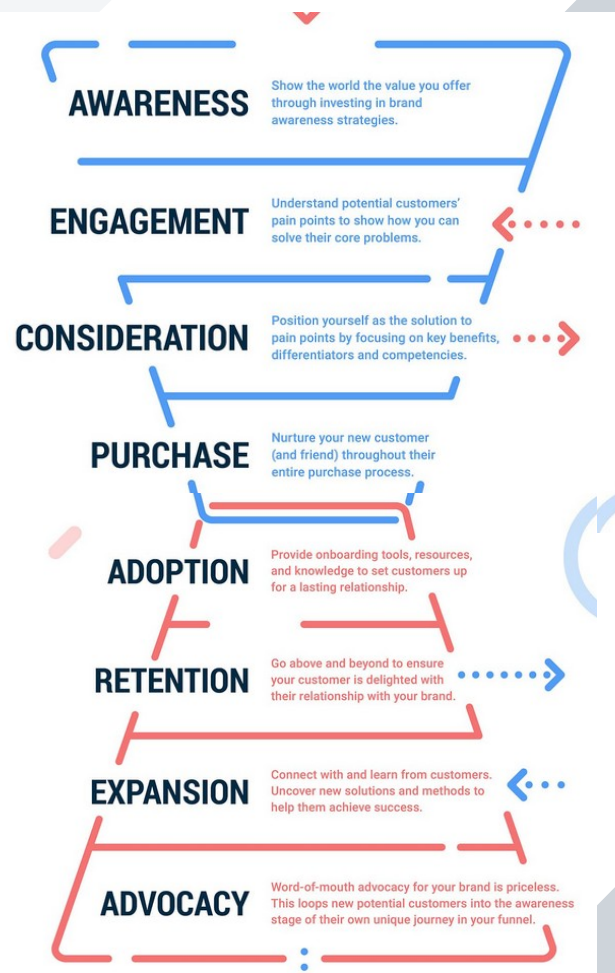 AWARENESS
Show the world the value you offer
through investing in brand
awareness strategies.
ENGAGEMENT
Understand potential customers'
pain points to show how you can
solve their core problems.
CONSIDERATION
Position yourself as the solution to
pain points by focusing on key benefits,
differentiators and competencies.
PURCHASE
Nurture your new customer
(and friend) throughout their
entire purchase process.
ADOPTION
Provide onboarding tools, resources,
and knowledge to set customers up
for a lasting relationship.
RETENTION
Go above and beyond to ensure
your customer is delighted with
their relationship with your brand.
EXPANSION
Connect with and learn from customers.
Uncover new solutions and methods to
help them achieve success.
ADVOCACY
Word-of-mouth advocacy for your brand is priceless.
This loops new potential customers into the awareness
stage of their own unique journey in your funnel.